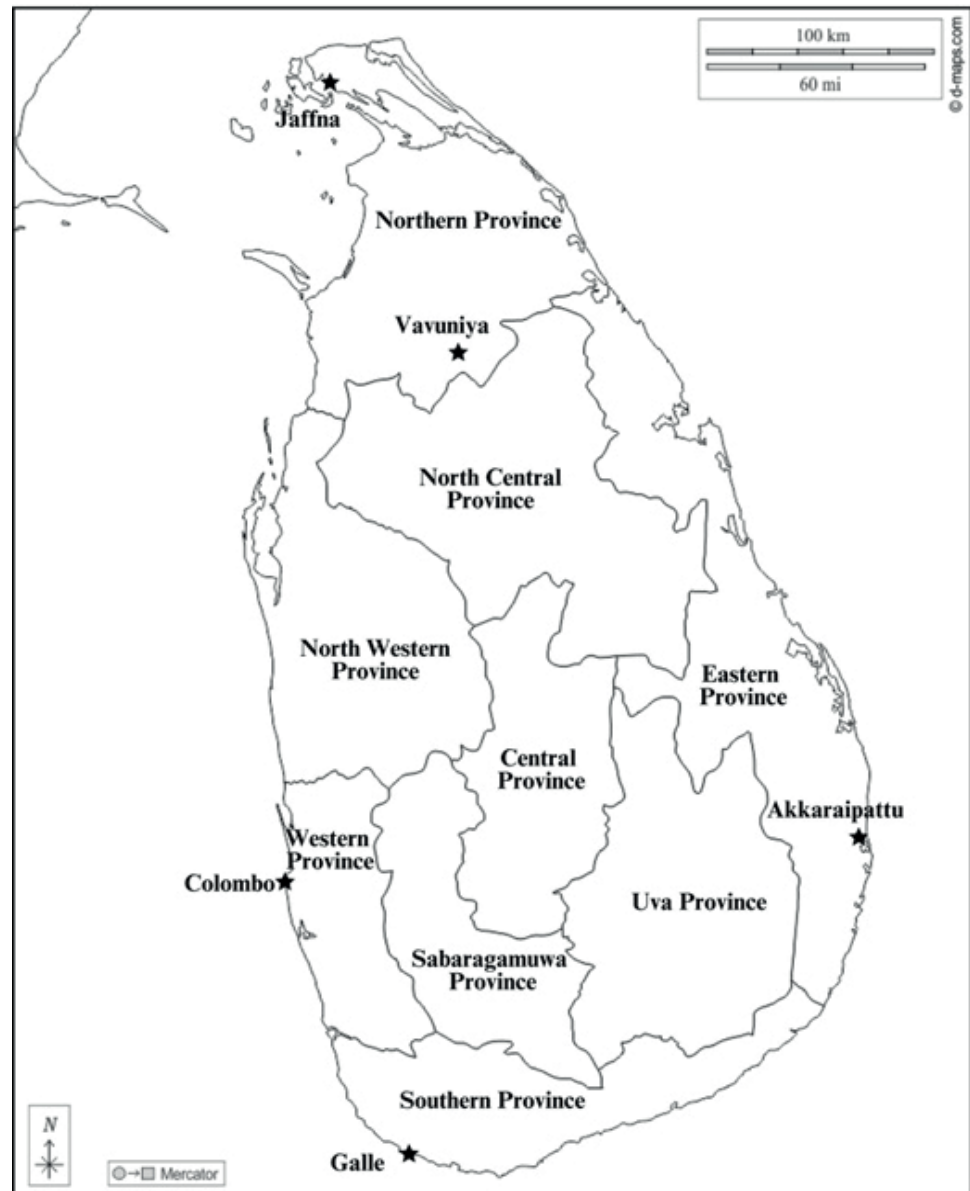 100 km
60 mi
© d-maps.com
Jaffna
Northern Province
Vavuniya
North Central
Province
North Western
Province
Eastern
Province
Central
Province
Akkaraipattu
Western
Province
Colombo
Uva Province
Sabaragamuwa
Province
Southern Province
Galle
N
Mercator